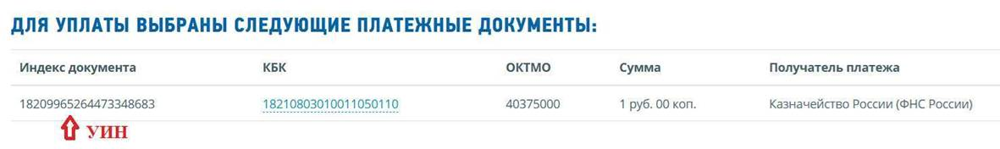 ДЛЯ УПЛАТЫ ВЫБРАНЫ СЛЕДУЮЩИЕ ПЛАТЕЖНЫЕ ДОКУМЕНТЫ:
Индекс документа КБК ОКТМО Сумма Получатель платежа
18209965264473348683 18210803010011050110 40375000 1 руб. 00 коп. Казначейство России (ФНС России)
УИН